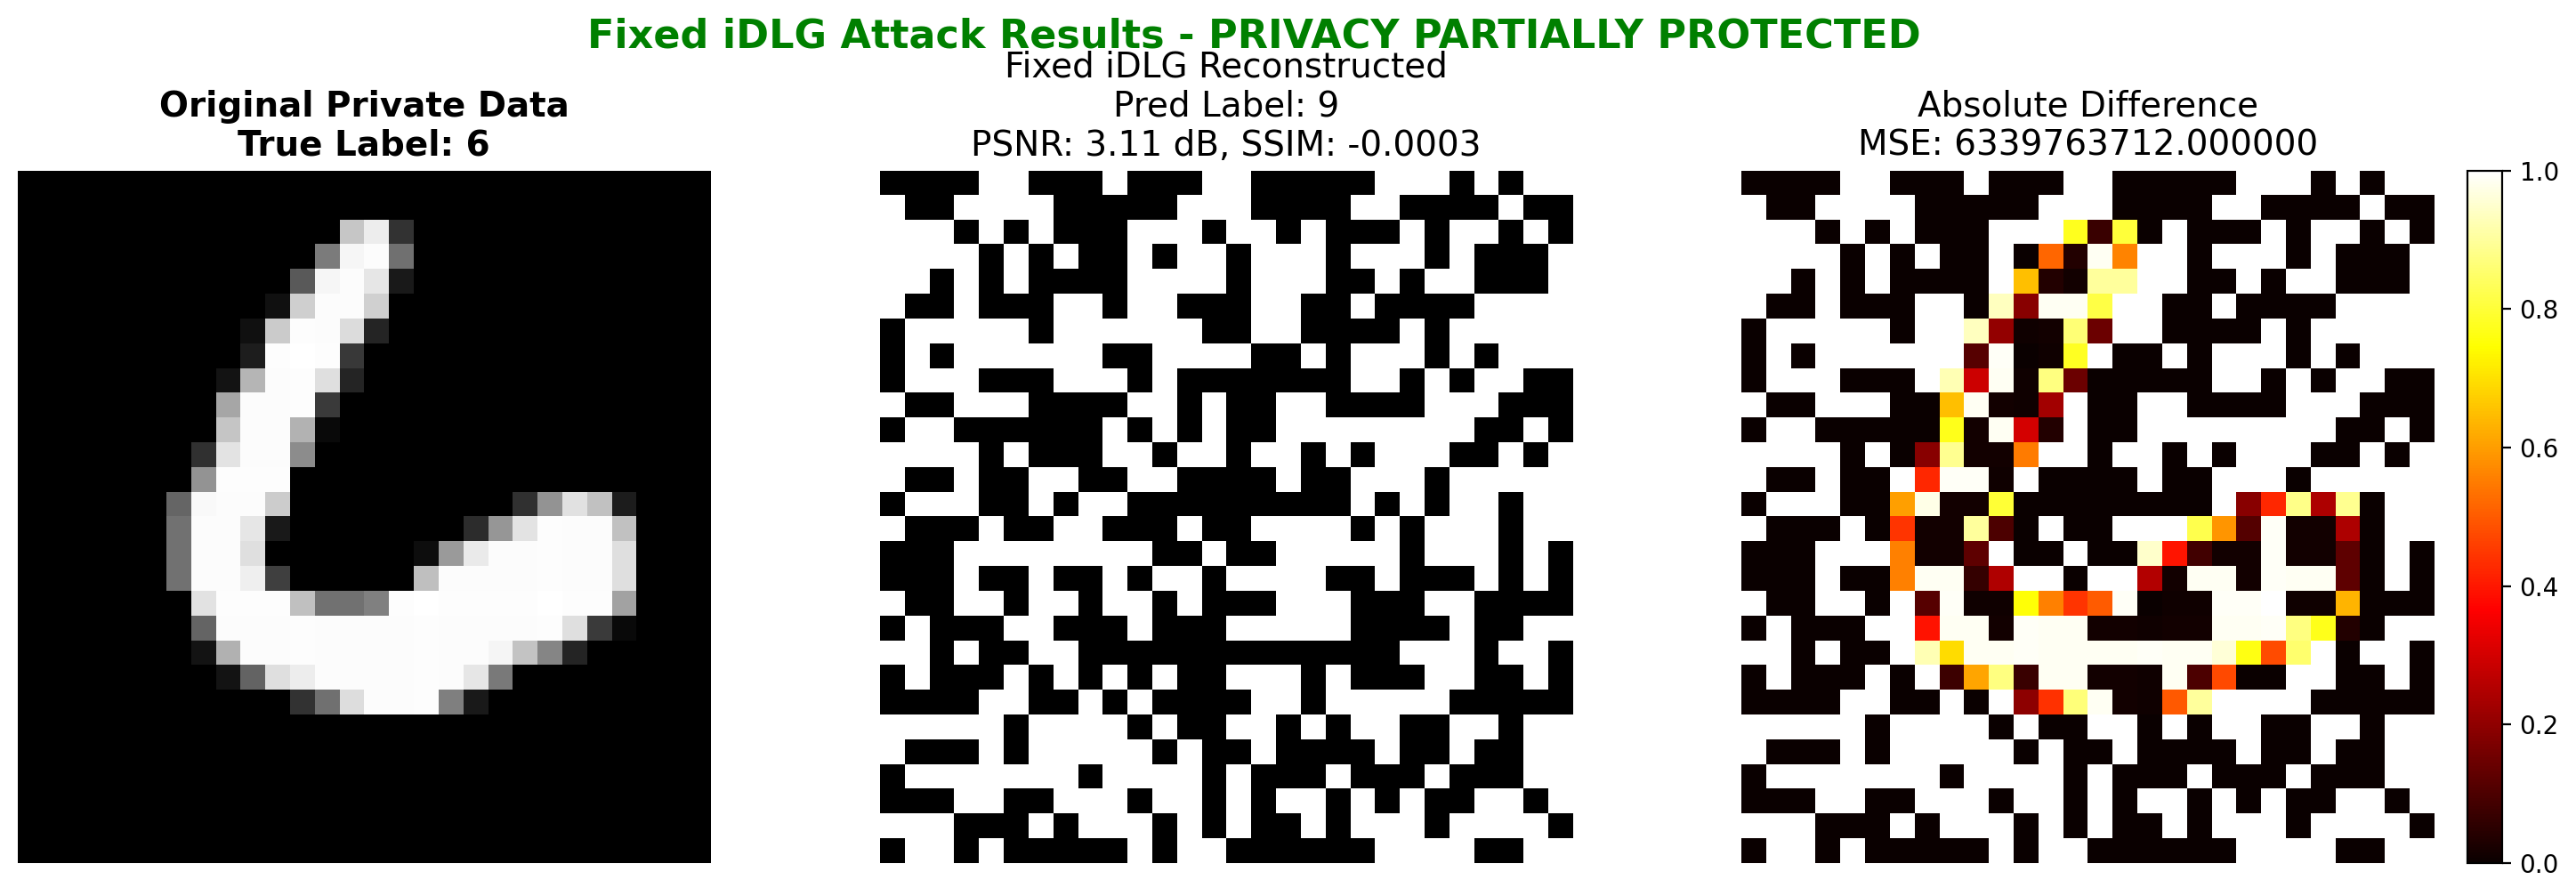 Fixed iDLG Attack Results - PRIVACY PARTIALLY PROTECTED
Original Private Data
True Label: 6
Fixed iDLG Reconstructed
Pred Label: 9
PSNR: 3.11 dB, SSIM: -0.0003
Absolute Difference
MSE: 6339763712.000000
1.0
0.8
0.6
0.4
0.2
0.0